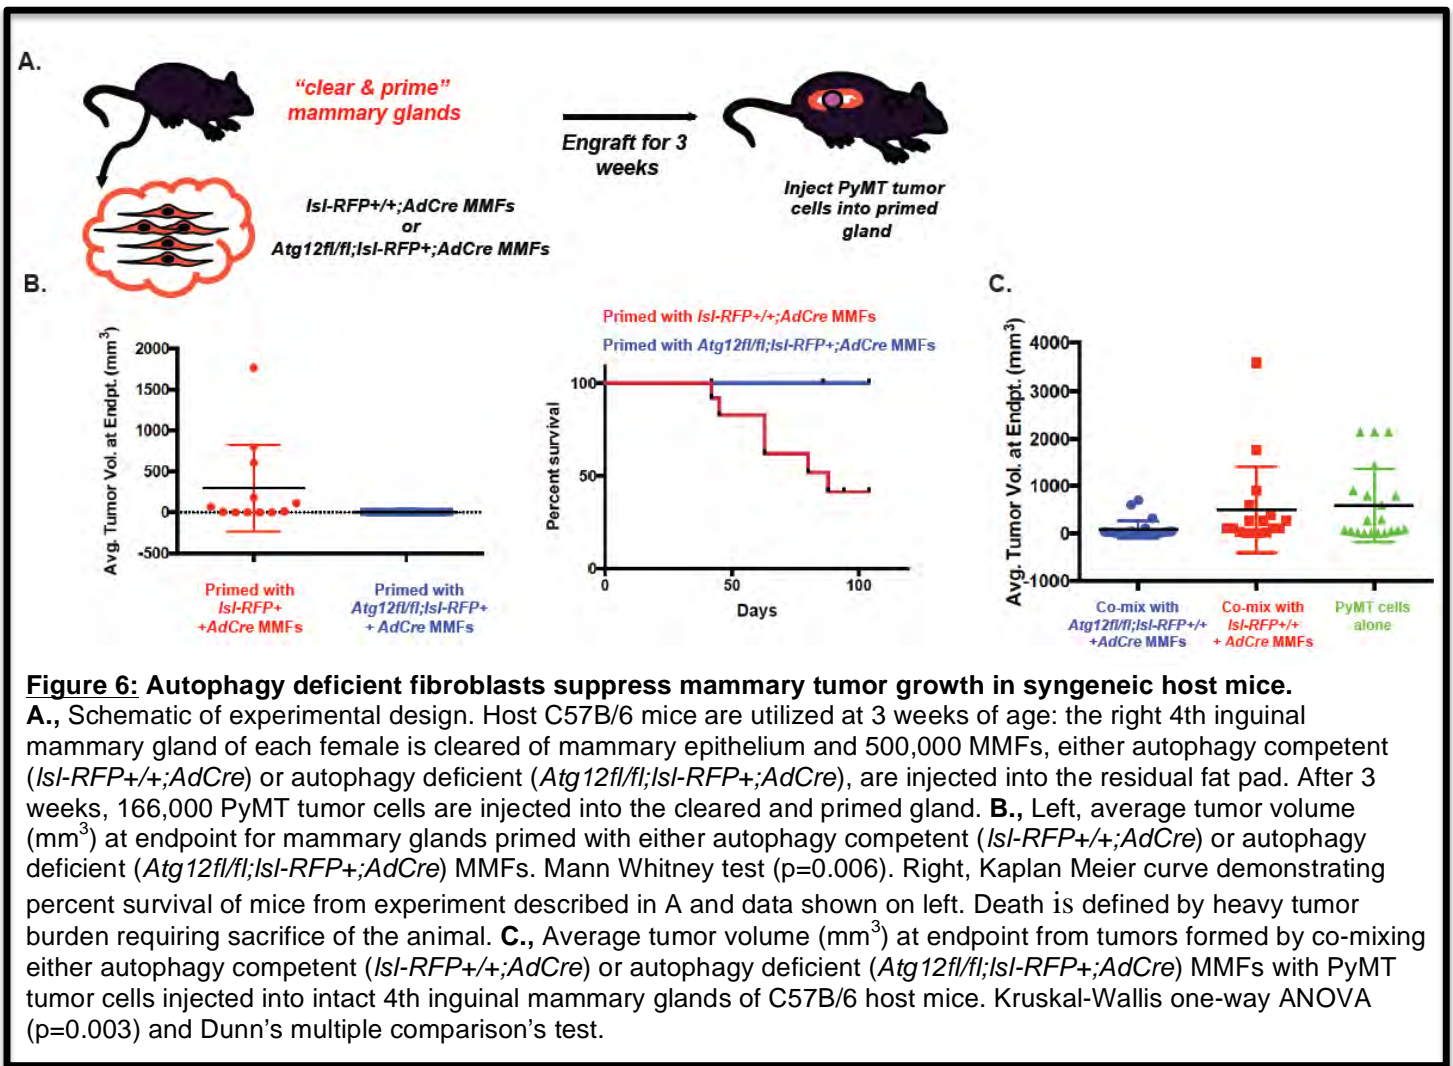 A.
"clear & prime"
mammary glands
Engraft for 3
weeks
Inject PyMT tumor
cells into primed
gland
lsl-RFP+/+;AdCre MMFs
or
Atg12fl/fl;lsl-RFP+;AdCre MMFs
B.
Avg. Tumor Vol. at Endpt. (mm3)
2000
1500
1000
500
0
-500
Primed with
lsl-RFP+
+AdCre MMFs
Primed with
Atg12fl/fl;lsl-RFP+
+ AdCre MMFs
Primed with lsl-RFP+/+;AdCre MMFs
Primed with Atg12fl/fl;lsl-RFP+;AdCre MMFs
Percent survival
100
50
0
0
50
100
Days
C.
Avg. Tumor Vol. at Endpt. (mm3)
4000
3000
2000
1000
0
-1000
Co-mix with
Atg12fl/fl;lsl-RFP+/+
+AdCre MMFs
Co-mix with
lsl-RFP+/+
+ AdCre MMFs
PyMT cells
alone
Figure 6: Autophagy deficient fibroblasts suppress mammary tumor growth in syngeneic host mice.
A., Schematic of experimental design. Host C57B/6 mice are utilized at 3 weeks of age: the right 4th inguinal
mammary gland of each female is cleared of mammary epithelium and 500,000 MMFs, either autophagy competent
(lsl-RFP+/+;AdCre) or autophagy deficient (Atg12fl/fl;lsl-RFP+;AdCre), are injected into the residual fat pad. After 3
weeks, 166,000 PyMT tumor cells are injected into the cleared and primed gland. B., Left, average tumor volume
(mm3) at endpoint for mammary glands primed with either autophagy competent (lsl-RFP+/+;AdCre) or autophagy
deficient (Atg12fl/fl;lsl-RFP+;AdCre) MMFs. Mann Whitney test (p=0.006). Right, Kaplan Meier curve demonstrating
percent survival of mice from experiment described in A and data shown on left. Death is defined by heavy tumor
burden requiring sacrifice of the animal. C., Average tumor volume (mm3) at endpoint from tumors formed by co-mixing
either autophagy competent (lsl-RFP+/+;AdCre) or autophagy deficient (Atg12fl/fl;lsl-RFP+;AdCre) MMFs with PyMT
tumor cells injected into intact 4th inguinal mammary glands of C57B/6 host mice. Kruskal-Wallis one-way ANOVA
(p=0.003) and Dunn's multiple comparison's test.